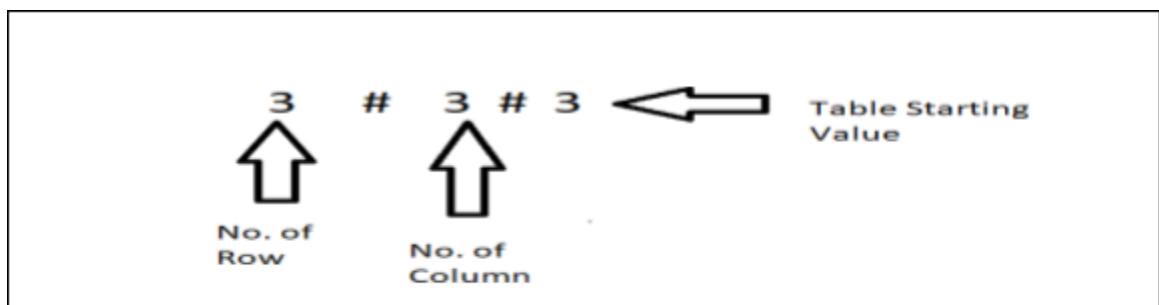 3 # 3 # 3
Table Starting
Value
No. of
Row
No. of
Column